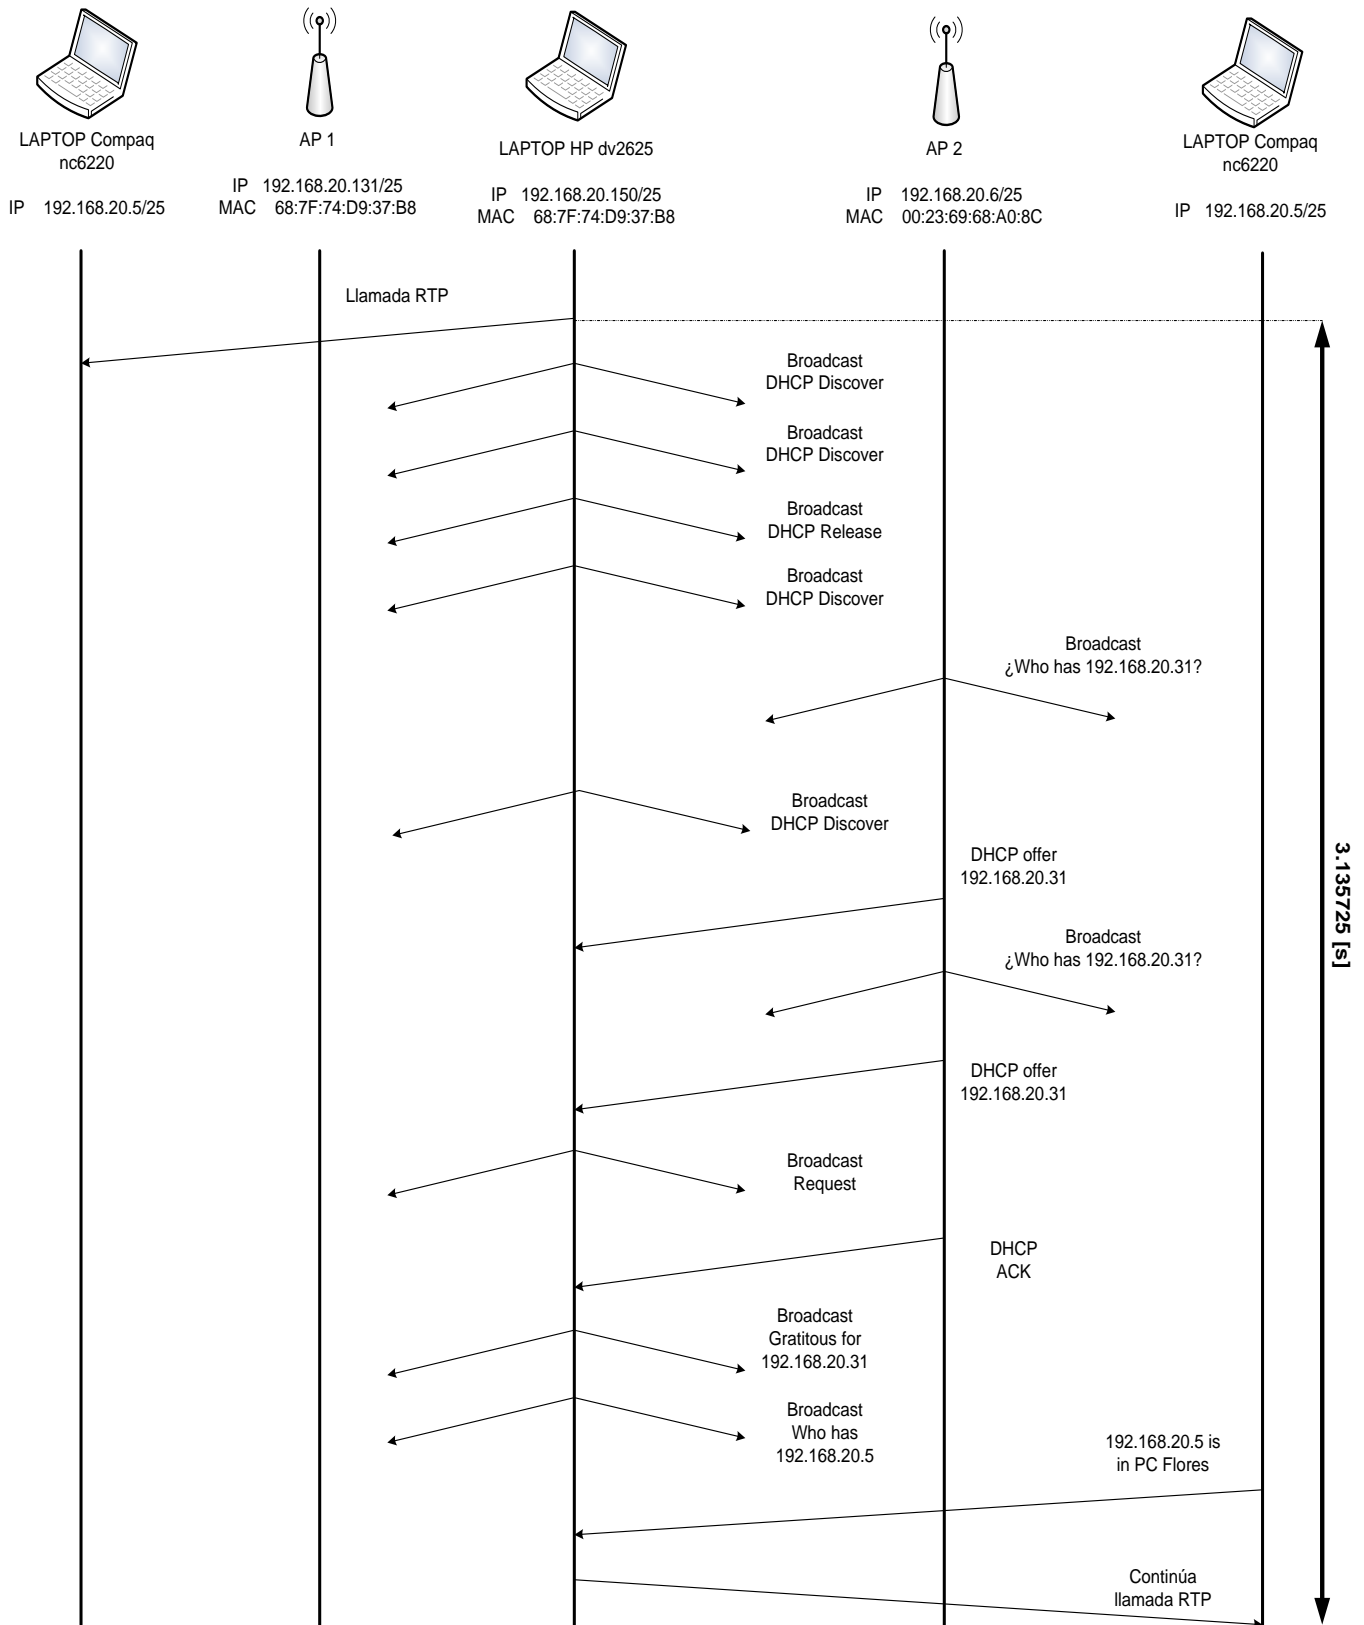 LAPTOP Compaq
nc6220
IP 192.168.20.5/25
AP 1
IP 192.168.20.131/25
MAC 68:7F:74:D9:37:B8
LAPTOP HP dv2625
IP 192.168.20.150/25
MAC 68:7F:74:D9:37:B8
AP 2
IP 192.168.20.6/25
MAC 00:23:69:68:A0:8C
LAPTOP Compaq
nc6220
IP 192.168.20.5/25
Llamada RTP
Broadcast
DHCP Discover
Broadcast
DHCP Discover
Broadcast
DHCP Release
Broadcast
DHCP Discover
Broadcast
¿Who has 192.168.20.31?
Broadcast
DHCP Discover
DHCP offer
192.168.20.31
Broadcast
¿Who has 192.168.20.31?
3.135725 [s]
DHCP offer
192.168.20.31
Broadcast
Request
DHCP
ACK
Broadcast
Gratitous for
192.168.20.31
Broadcast
Who has
192.168.20.5
192.168.20.5 is
in PC Flores
Continúa
llamada RTP